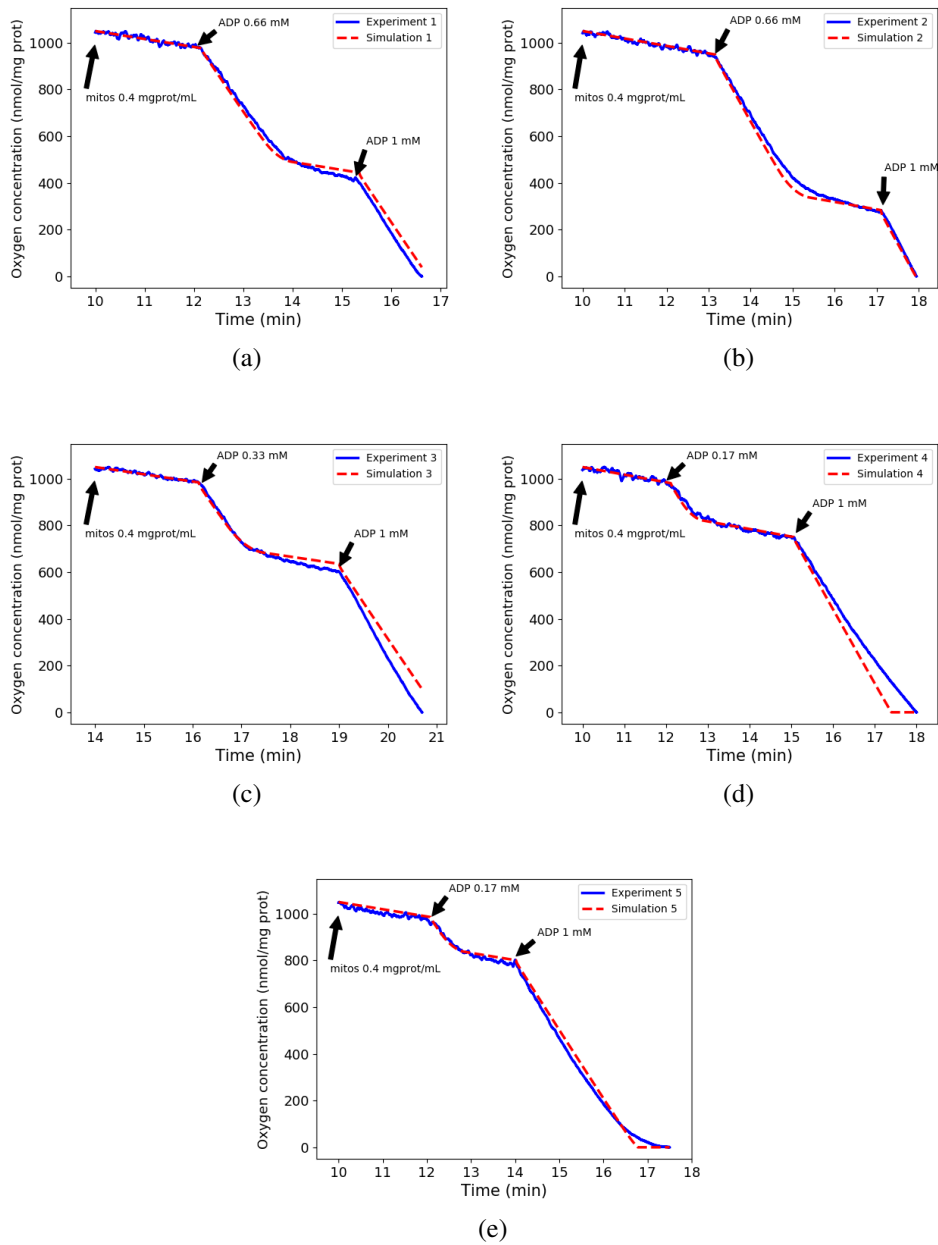 ADP 0.66 mM
Experiment 1
Simulation 1
mitos 0.4 mgprot/mL
ADP 1 mM
Oxygen concentration (nmol/mg prot)
1000
800
600
400
200
0
10 11 12 13 14 15 16 17
Time (min)
(a)
ADP 0.66 mM
Experiment 2
Simulation 2
mitos 0.4 mgprot/mL
ADP 1 mM
Oxygen concentration (nmol/mg prot)
1000
800
600
400
200
0
10 11 12 13 14 15 16 17 18
Time (min)
(b)
ADP 0.33 mM
Experiment 3
Simulation 3
mitos 0.4 mgprot/mL
ADP 1 mM
Oxygen concentration (nmol/mg prot)
1000
800
600
400
200
0
14 15 16 17 18 19 20 21
Time (min)
(c)
ADP 0.17 mM
Experiment 4
Simulation 4
mitos 0.4 mgprot/mL
ADP 1 mM
Oxygen concentration (nmol/mg prot)
1000
800
600
400
200
0
10 11 12 13 14 15 16 17 18
Time (min)
(d)
ADP 0.17 mM
Experiment 5
Simulation 5
mitos 0.4 mgprot/mL
ADP 1 mM
Oxygen concentration (nmol/mg prot)
1000
800
600
400
200
0
10 11 12 13 14 15 16 17 18
Time (min)
(e)